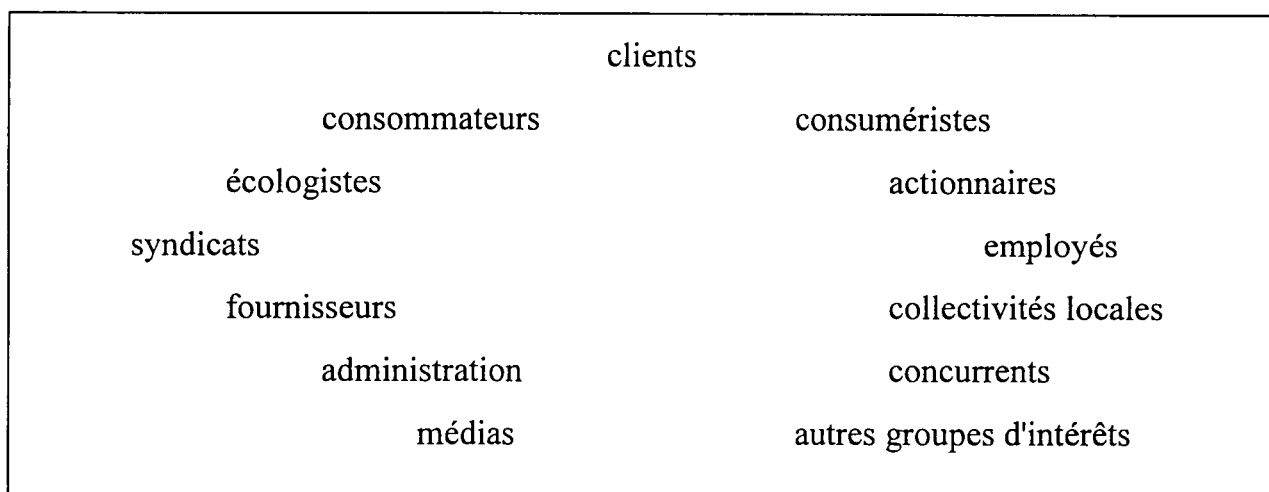 clients
consommateurs consuméristes
écologistes actionnaires
syndicats employés
fournisseurs collectivités locales
administration concurrents
médias autres groupes d'intérêts